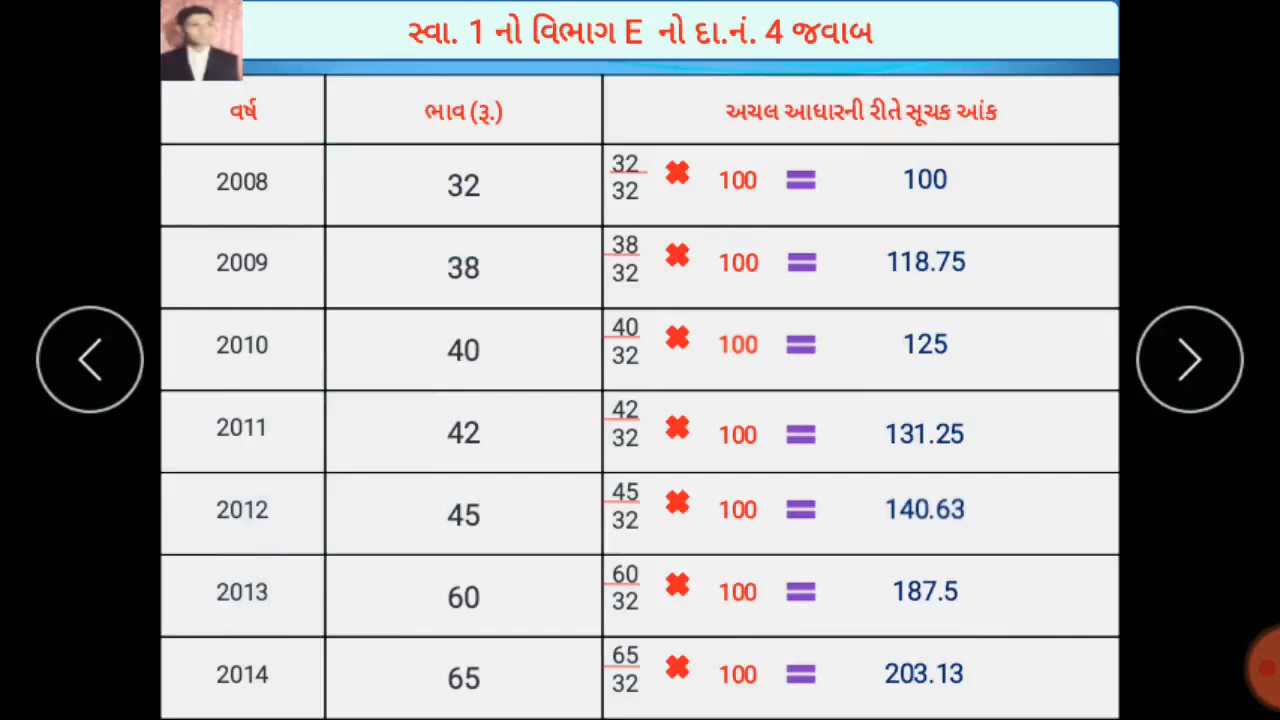 સ્વા. 1 નો વિભાગ E નો દા.નં. 4 જવાબ
વર્ષ ભાવ (રૂ.) અચલ આધારની રીતે સૂચક આંક
2008 32 32/32 ✖ 100 = 100
2009 38 38/32 ✖ 100 = 118.75
2010 40 40/32 ✖ 100 = 125
2011 42 42/32 ✖ 100 = 131.25
2012 45 45/32 ✖ 100 = 140.63
2013 60 60/32 ✖ 100 = 187.5
2014 65 65/32 ✖ 100 = 203.13